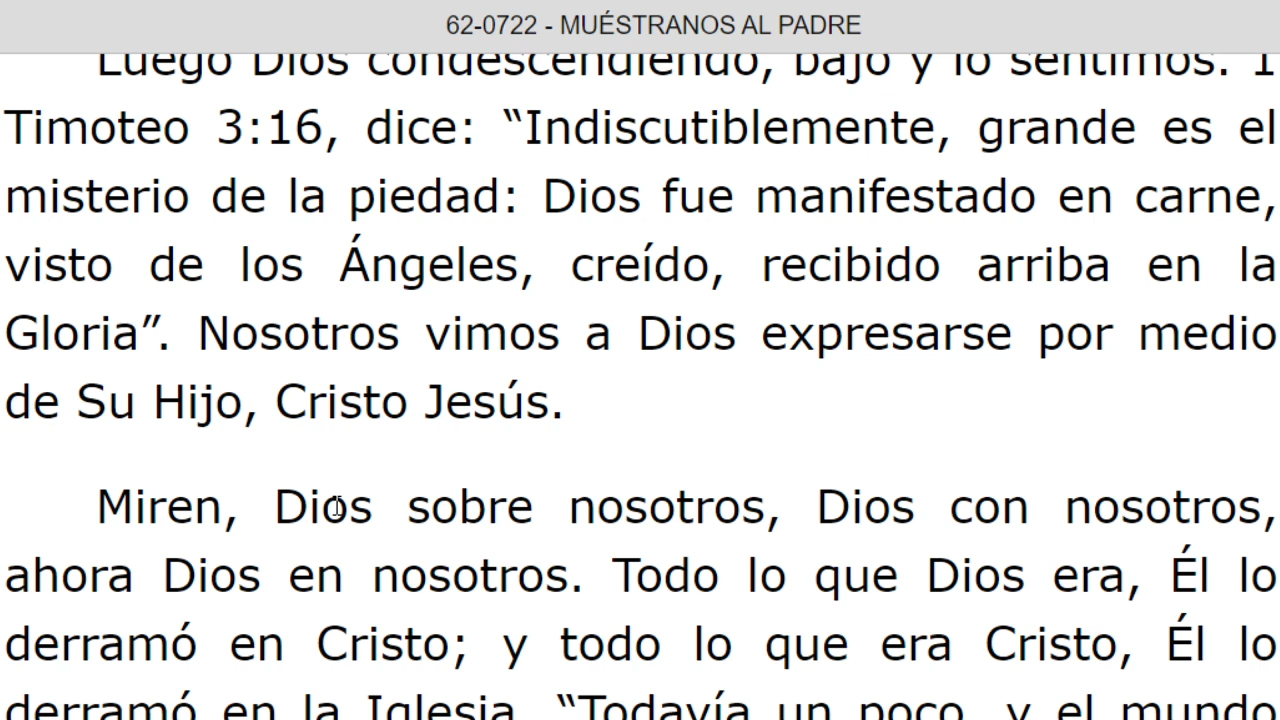 62-0722 - MUÉSTRANOS AL PADRE
Luego Dios condescendiendo, bajó y lo sentimos. 1
Timoteo 3:16, dice: “Indiscutiblemente, grande es el
misterio de la piedad: Dios fue manifestado en carne,
visto de los Ángeles, creído, recibido arriba en la
Gloria”. Nosotros vimos a Dios expresarse por medio
de Su Hijo, Cristo Jesús.
Miren, Dios sobre nosotros, Dios con nosotros,
ahora Dios en nosotros. Todo lo que Dios era, Él lo
derramó en Cristo; y todo lo que era Cristo, Él lo
derramó en la Iglesia. “Todavía un poco, y el mundo